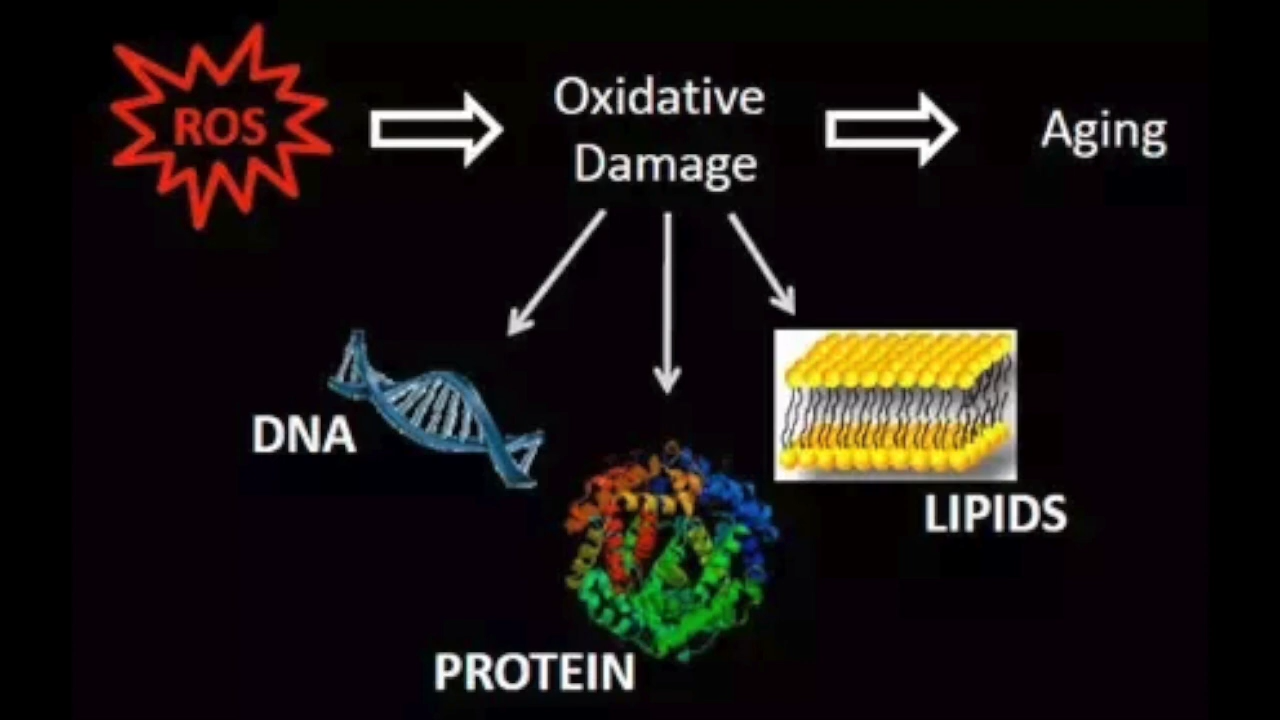 ROS
Oxidative
Damage
Aging
DNA
LIPIDS
PROTEIN